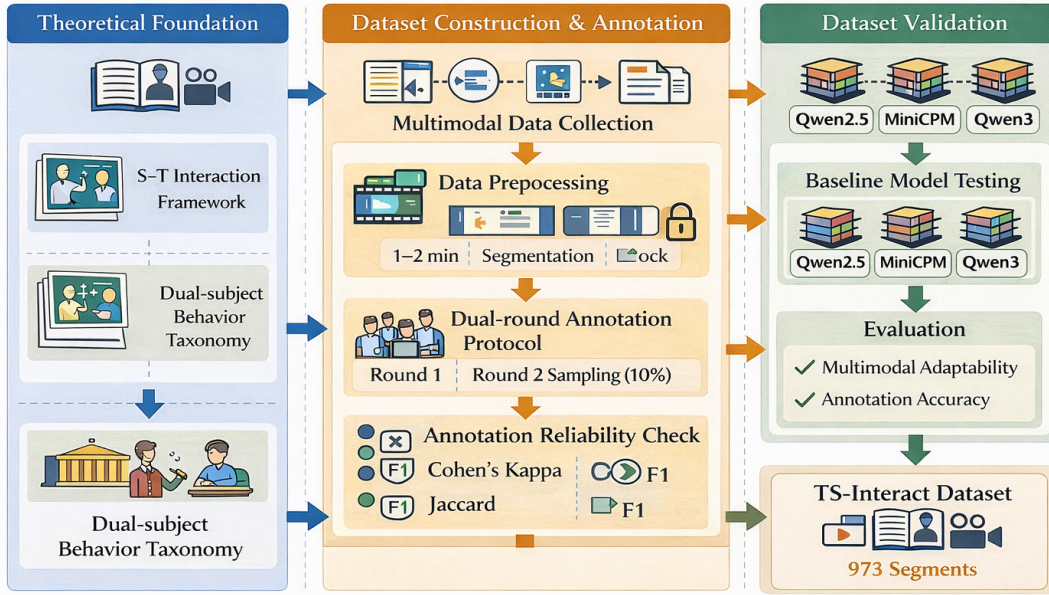 Theoretical Foundation
S–T Interaction
Framework
Dual-subject
Behavior
Taxonomy
Dual-subject
Behavior Taxonomy
Dataset Construction & Annotation
Multimodal Data Collection
Data Prepocessing
1–2 min Segmentation ock
Dual-round Annotation
Protocol
Round 1 Round 2 Sampling (10%)
Annotation Reliability Check
F1 Cohen's Kappa F1
F1 Jaccard F1
Dataset Validation
Qwen2.5 MiniCPM Qwen3
Baseline Model Testing
Qwen2.5 MiniCPM Qwen3
Evaluation
Multimodal Adaptability
Annotation Accuracy
TS-Interact Dataset
973 Segments